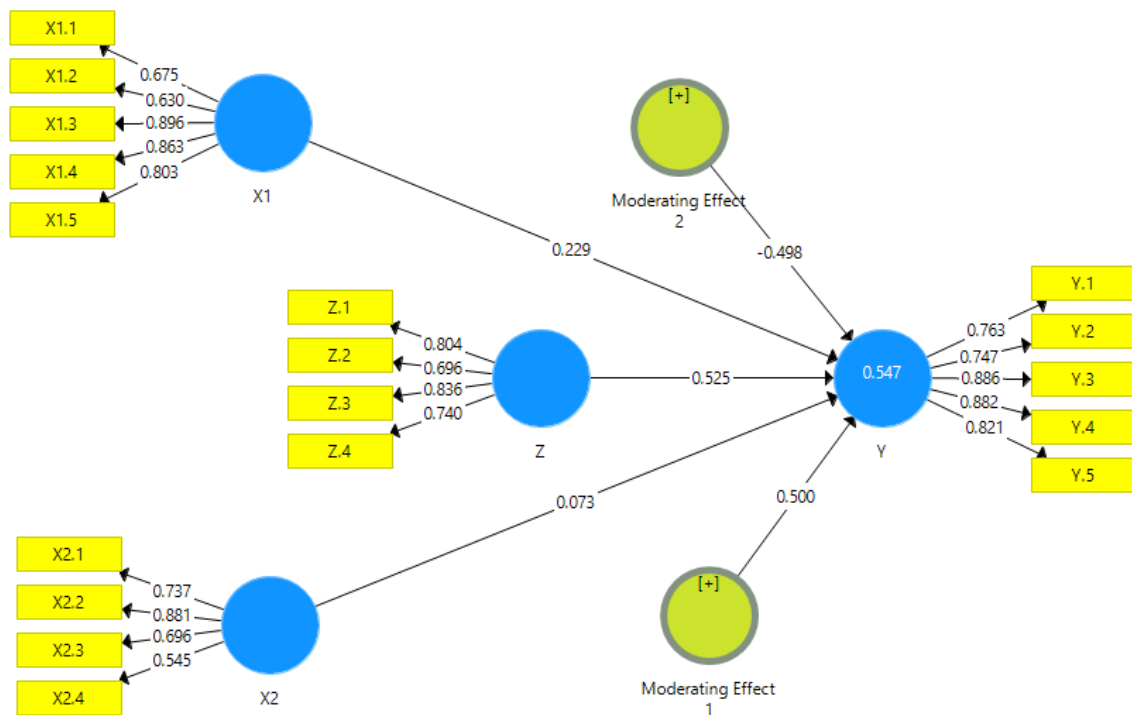 X1.1
X1.2
X1.3
X1.4
X1.5
0.675
0.630
0.896
0.863
0.803
X1
[+]
Moderating Effect
2
0.229
-0.498
Z.1
Z.2
Z.3
Z.4
0.804
0.696
0.836
0.740
Z
0.525
0.547
Y
0.763
0.747
0.886
0.882
0.821
Y.1
Y.2
Y.3
Y.4
Y.5
0.073
0.500
X2.1
X2.2
X2.3
X2.4
0.737
0.881
0.696
0.545
X2
[+]
Moderating Effect
1